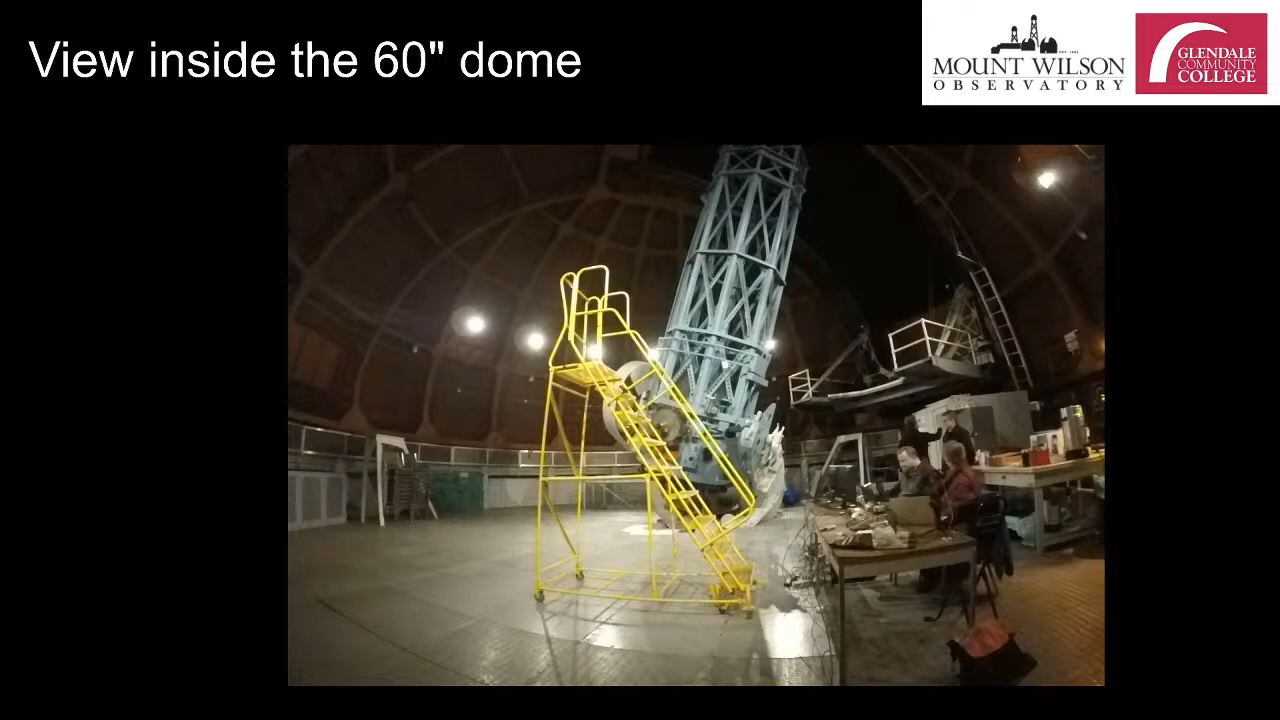 View inside the 60" dome
MOUNT WILSON
OBSERVATORY
GLENDALE
COMMUNITY
COLLEGE